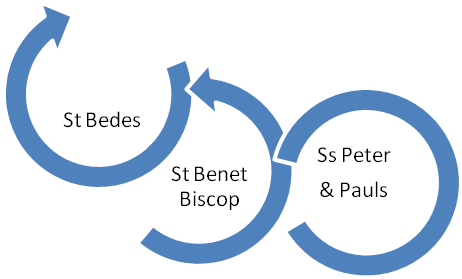 St Bedes
St Benet
Biscop
Ss Peter
& Pauls